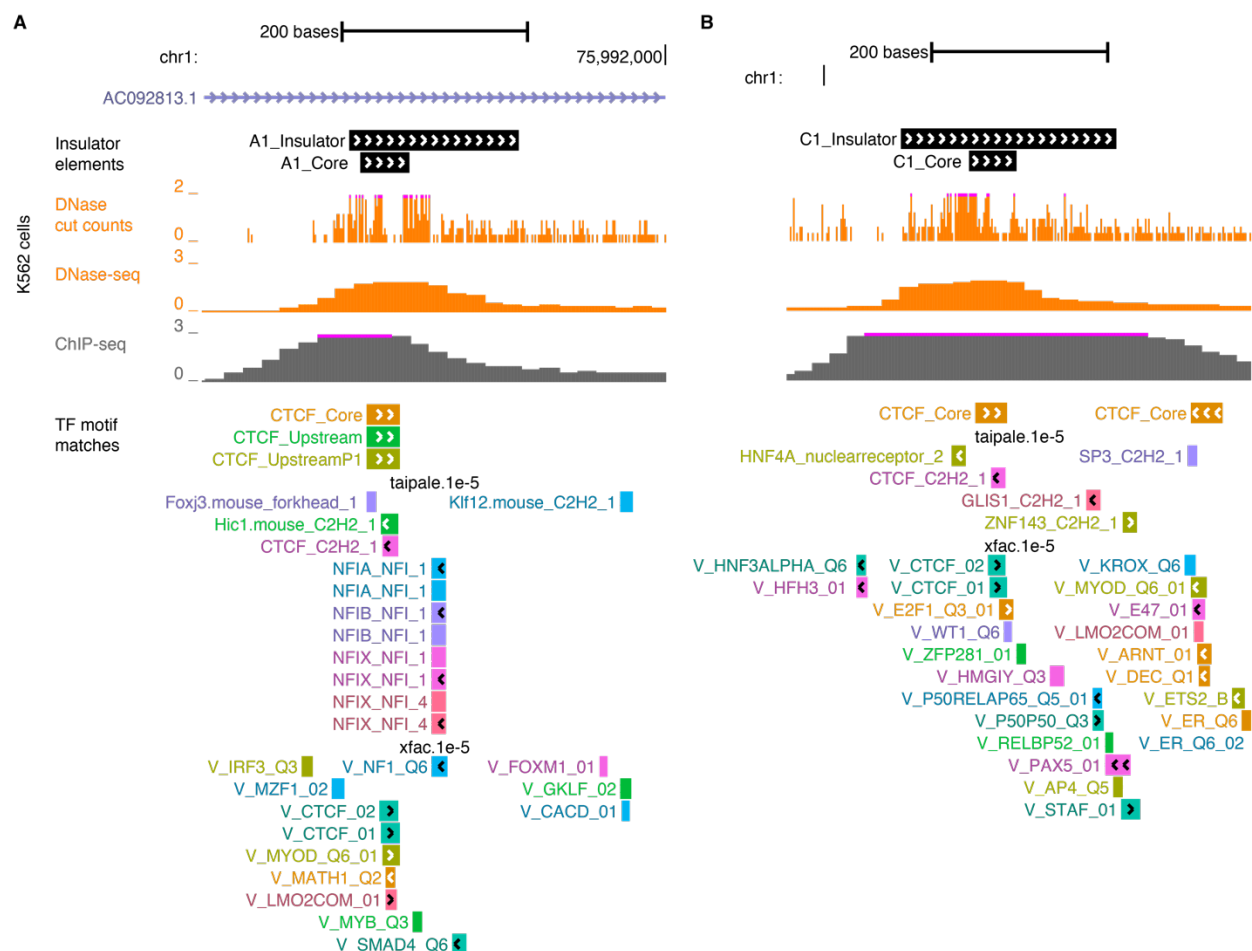 A
200 bases
chr1:
75,992,000
AC092813.1
Insulator
elements
A1_Insulator
A1_Core
K562 cells
DNase
cut counts
2
0
DNase-seq
3
0
ChIP-seq
3
0
TF motif
matches
CTCF_Core
CTCF_Upstream
CTCF_UpstreamP1
taipale.1e-5
Foxj3.mouse_forkhead_1
Klf12.mouse_C2H2_1
Hic1.mouse_C2H2_1
CTCF_C2H2_1
NFIA_NFI_1
NFIA_NFI_1
NFIB_NFI_1
NFIB_NFI_1
NFIX_NFI_1
NFIX_NFI_1
NFIX_NFI_4
NFIX_NFI_4
xfac.1e-5
V_IRF3_Q3 V_NF1_Q6 V_FOXM1_01
V_MZF1_02 V_GKLF_02
V_CTCF_02 V_CACD_01
V_CTCF_01
V_MYOD_Q6_01
V_MATH1_Q2
V_LMO2COM_01
V_MYB_Q3
V_SMAD4_Q6
B
200 bases
chr1:
C1_Insulator
C1_Core
CTCF_Core CTCF_Core
taipale.1e-5
HNF4A_nuclearreceptor_2 SP3_C2H2_1
CTCF_C2H2_1
GLIS1_C2H2_1
ZNF143_C2H2_1
xfac.1e-5
V_HNF3ALPHA_Q6 V_CTCF_02 V_KROX_Q6
V_HFH3_01 V_CTCF_01 V_MYOD_Q6_01
V_E2F1_Q3_01 V_E47_01
V_WT1_Q6 V_LMO2COM_01
V_ZFP281_01 V_ARNT_01
V_HMGIY_Q3 V_DEC_Q1
V_P50RELAP65_Q5_01 V_ETS2_B
V_P50P50_Q3 V_ER_Q6
V_RELBP52_01 V_ER_Q6_02
V_PAX5_01
V_AP4_Q5
V_STAF_01